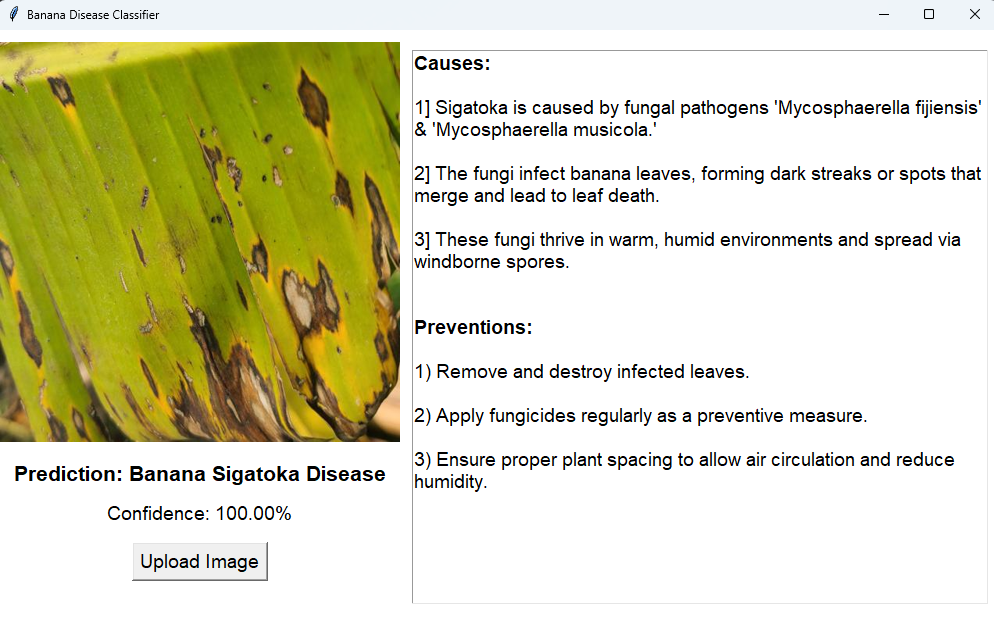 Banana Disease Classifier
Causes:
1] Sigatoka is caused by fungal pathogens 'Mycosphaerella fijiensis'
& 'Mycosphaerella musicola.'
2] The fungi infect banana leaves, forming dark streaks or spots that
merge and lead to leaf death.
3] These fungi thrive in warm, humid environments and spread via
windborne spores.
Preventions:
1) Remove and destroy infected leaves.
2) Apply fungicides regularly as a preventive measure.
3) Ensure proper plant spacing to allow air circulation and reduce
humidity.
Prediction: Banana Sigatoka Disease
Confidence: 100.00%
Upload Image